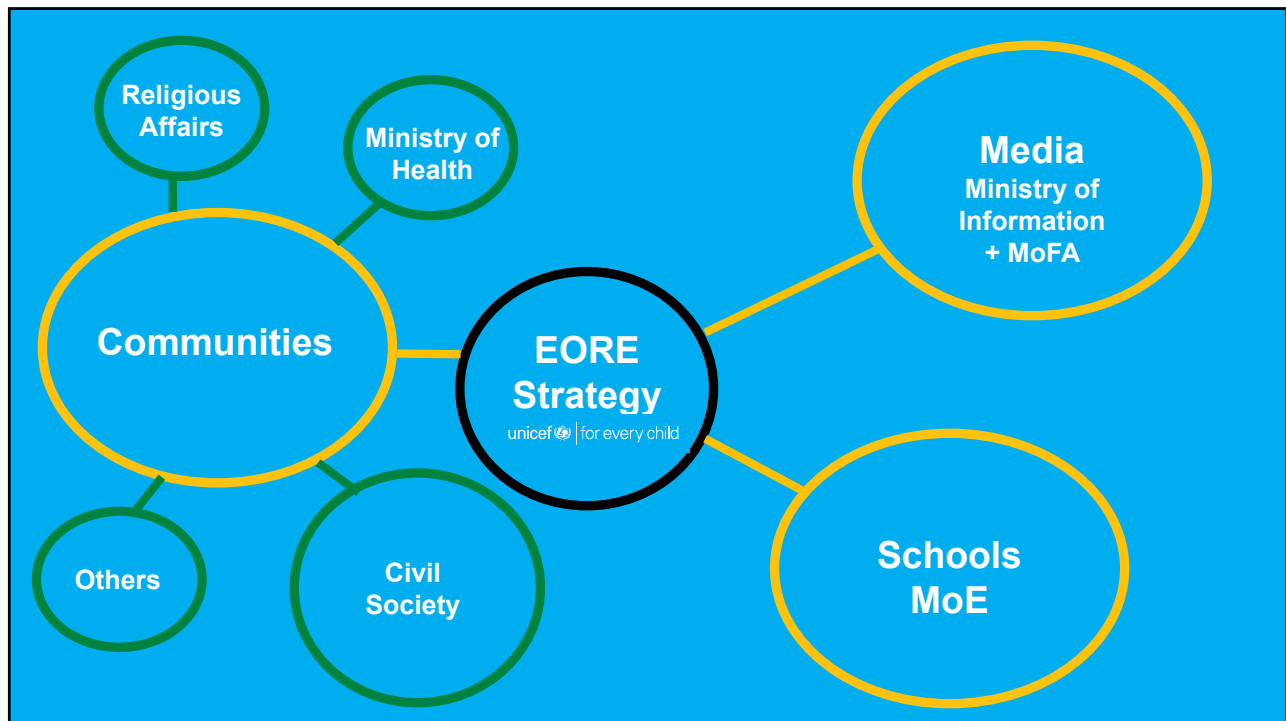 Religious
Affairs
Ministry of
Health
Media
Ministry of
Information
+ MoFA
Communities
EORE
Strategy
unicef for every child
Schools
MoE
Others
Civil
Society